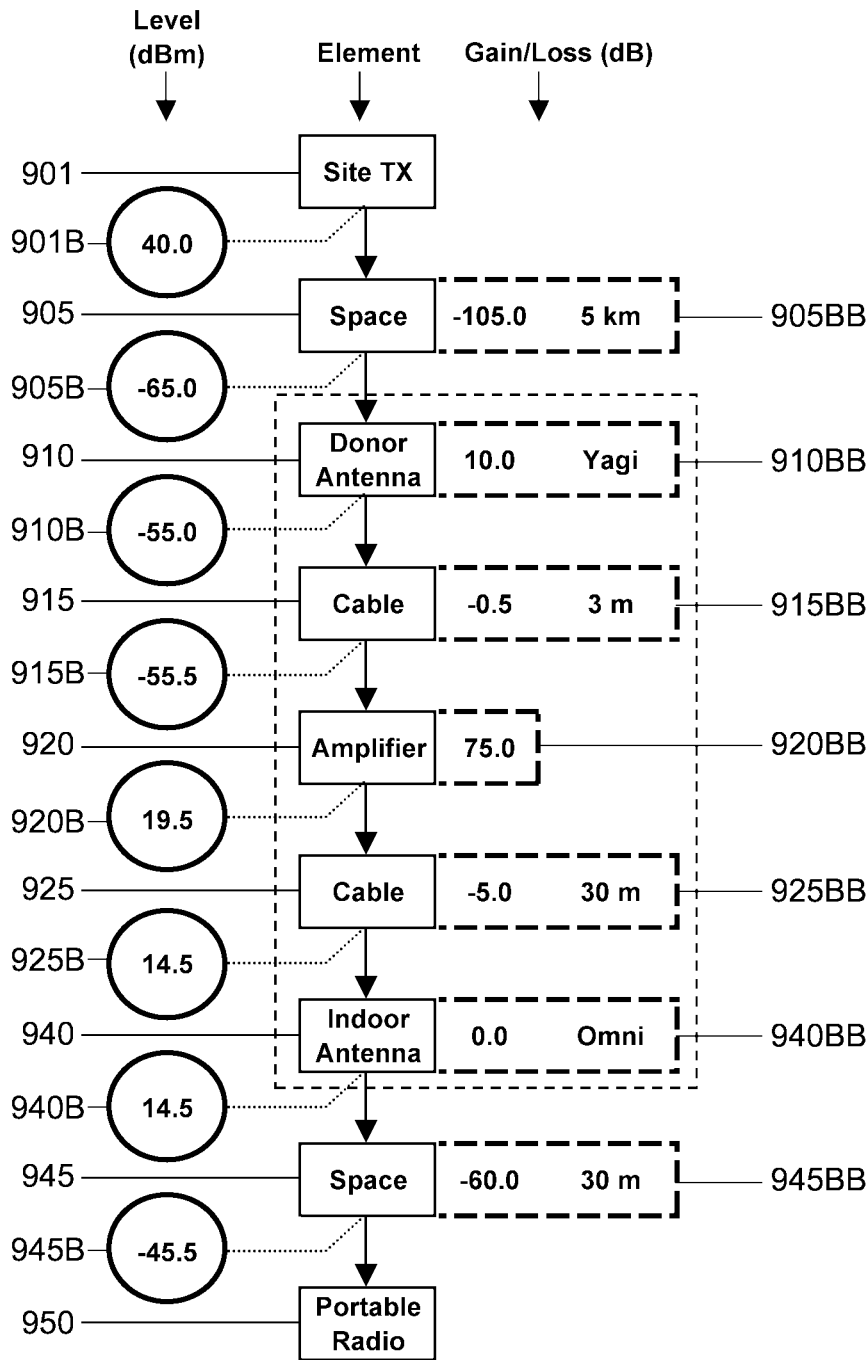 Level
(dBm)
Element
Gain/Loss (dB)
901
Site TX
901B
40.0
905
Space
-105.0 5 km
905BB
905B
-65.0
910
Donor
Antenna
10.0 Yagi
910BB
910B
-55.0
915
Cable
-0.5 3 m
915BB
915B
-55.5
920
Amplifier
75.0
920BB
920B
19.5
925
Cable
-5.0 30 m
925BB
925B
14.5
940
Indoor
Antenna
0.0 Omni
940BB
940B
14.5
945
Space
-60.0 30 m
945BB
945B
-45.5
950
Portable
Radio